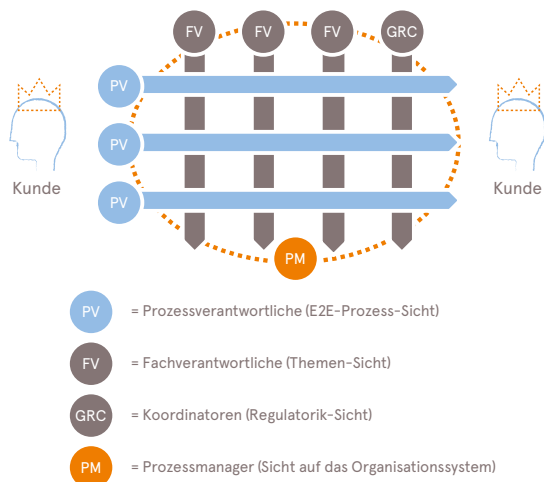 FV FV FV GRC
PV
PV
Kunde Kunde
PV
PM
PV = Prozessverantwortliche (E2E-Prozess-Sicht)
FV = Fachverantwortliche (Themen-Sicht)
GRC = Koordinatoren (Regulatorik-Sicht)
PM = Prozessmanager (Sicht auf das Organisationssystem)